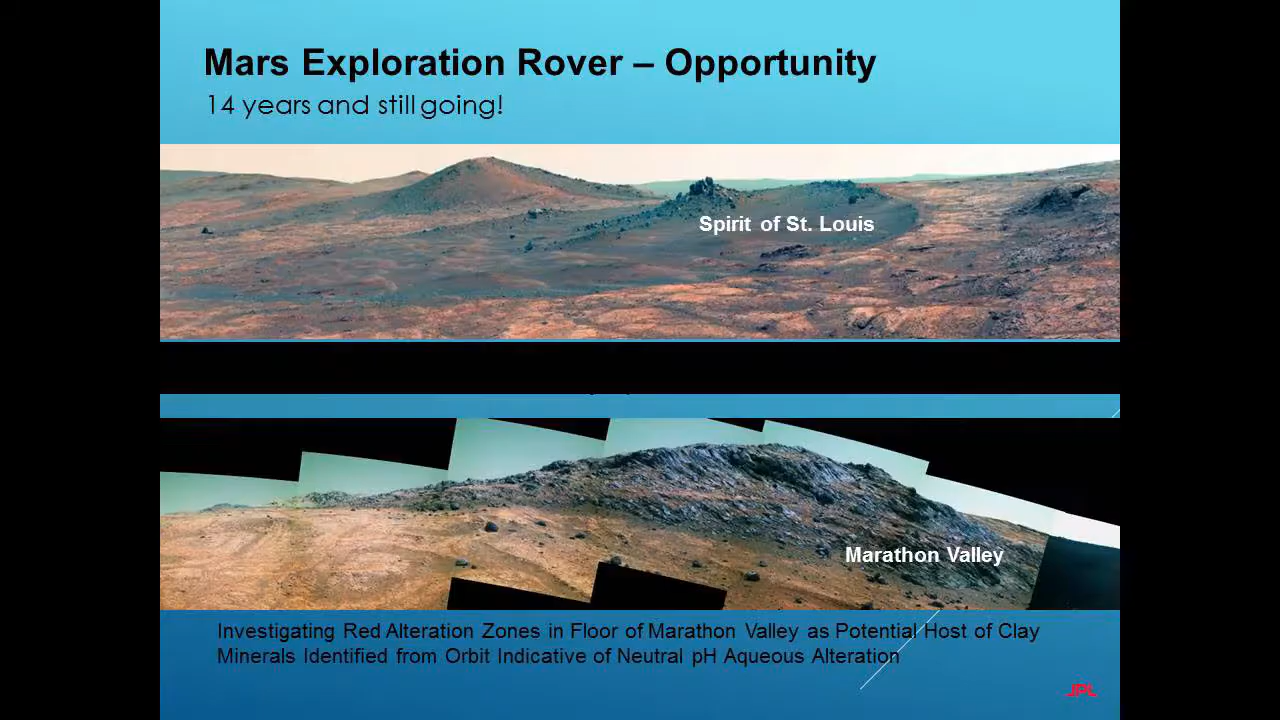 Mars Exploration Rover – Opportunity
14 years and still going!
Spirit of St. Louis
Marathon Valley
Investigating Red Alteration Zones in Floor of Marathon Valley as Potential Host of Clay
Minerals Identified from Orbit Indicative of Neutral pH Aqueous Alteration
JPL